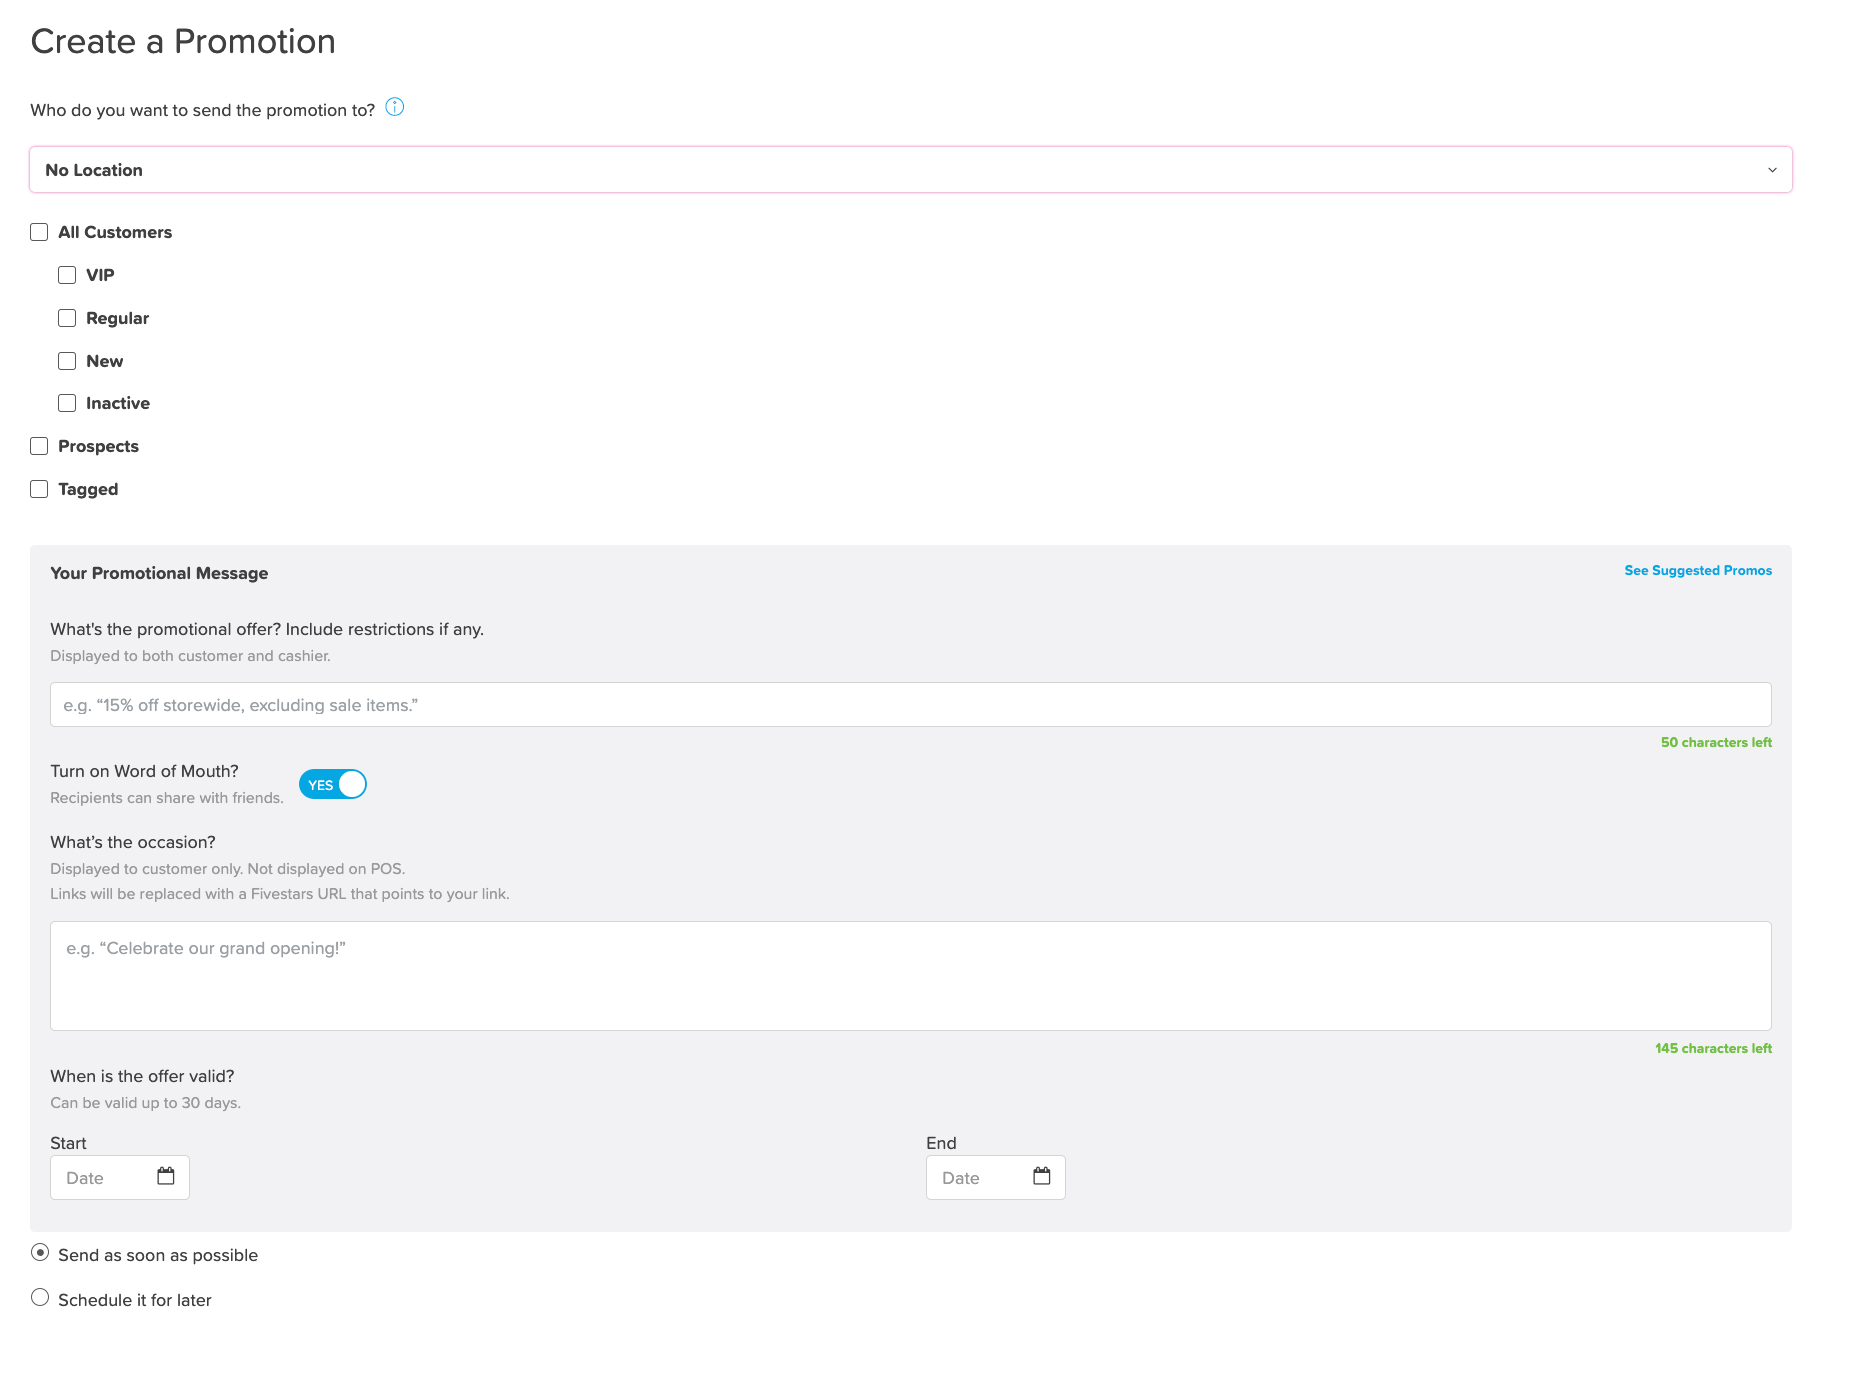 Create a Promotion
Who do you want to send the promotion to?
No Location
All Customers
VIP
Regular
New
Inactive
Prospects
Tagged
Your Promotional Message
See Suggested Promos
What's the promotional offer? Include restrictions if any.
Displayed to both customer and cashier.
e.g. “15% off storewide, excluding sale items.”
50 characters left
Turn on Word of Mouth?
YES
Recipients can share with friends.
What’s the occasion?
Displayed to customer only. Not displayed on POS.
Links will be replaced with a Fivestars URL that points to your link.
e.g. “Celebrate our grand opening!”
145 characters left
When is the offer valid?
Can be valid up to 30 days.
Start
End
Date
Date
Send as soon as possible
Schedule it for later